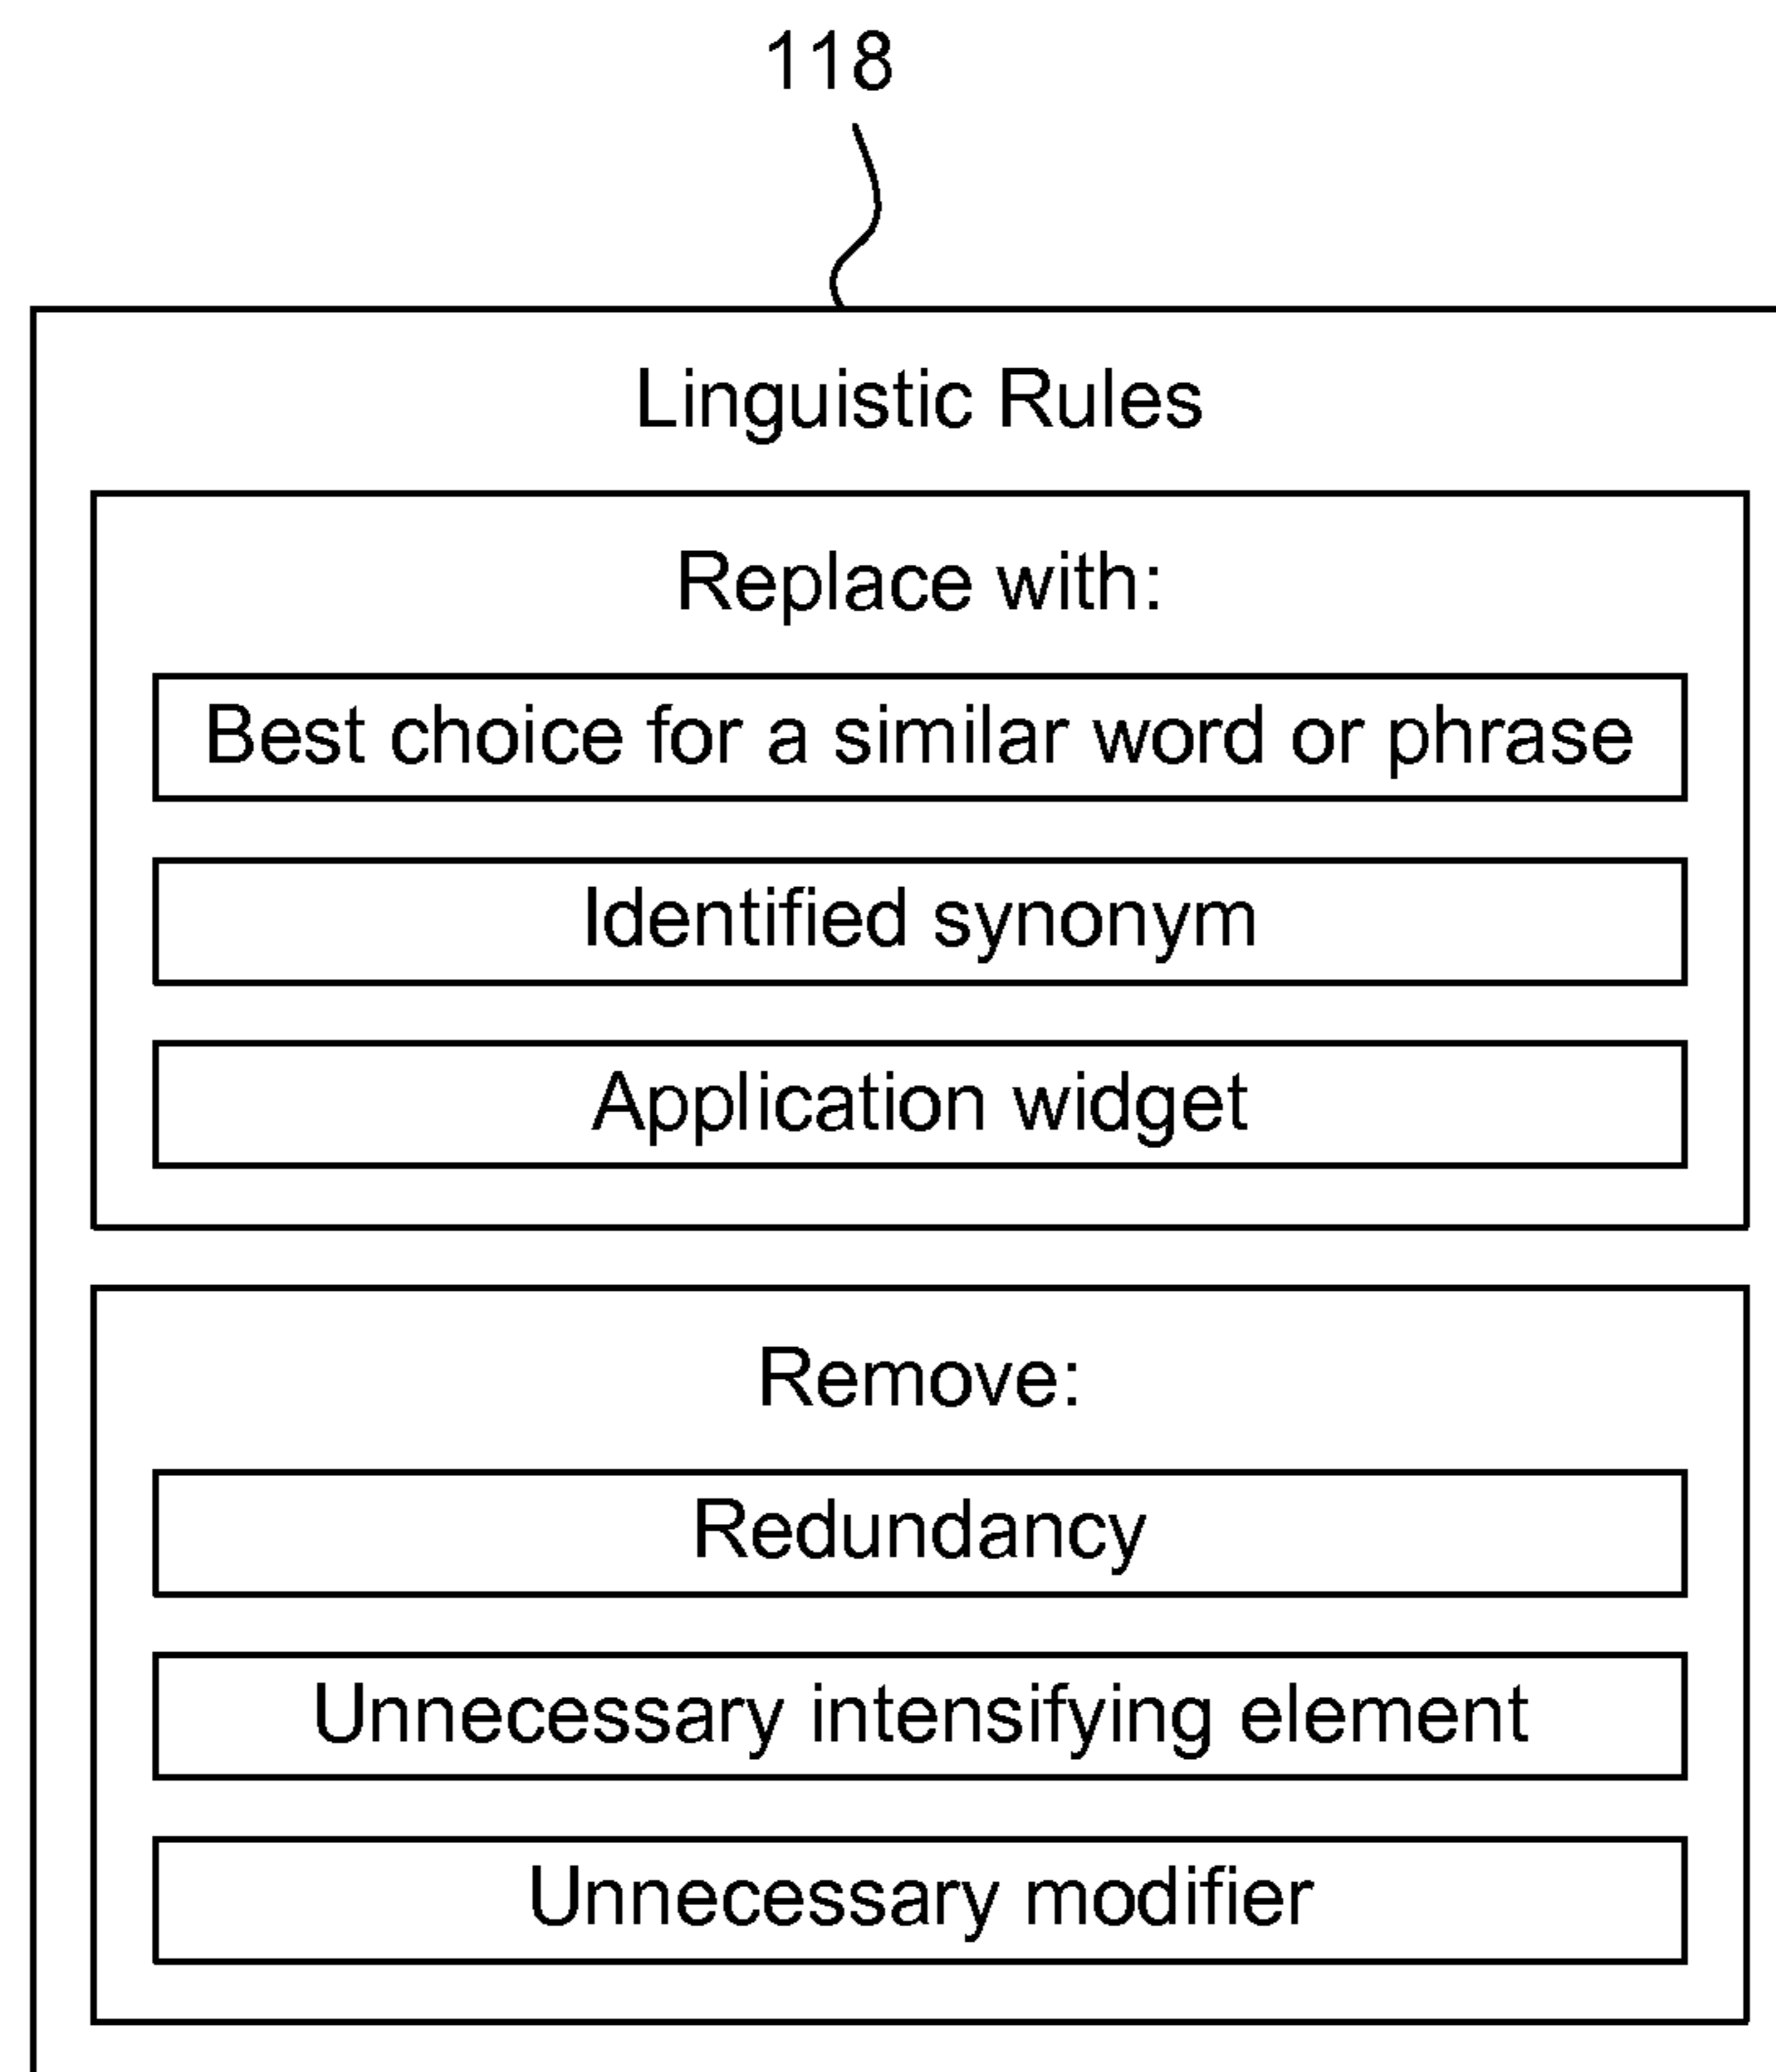 118
Linguistic Rules
Replace with:
Best choice for a similar word or phrase
Identified synonym
Application widget
Remove:
Redundancy
Unnecessary intensifying element
Unnecessary modifier